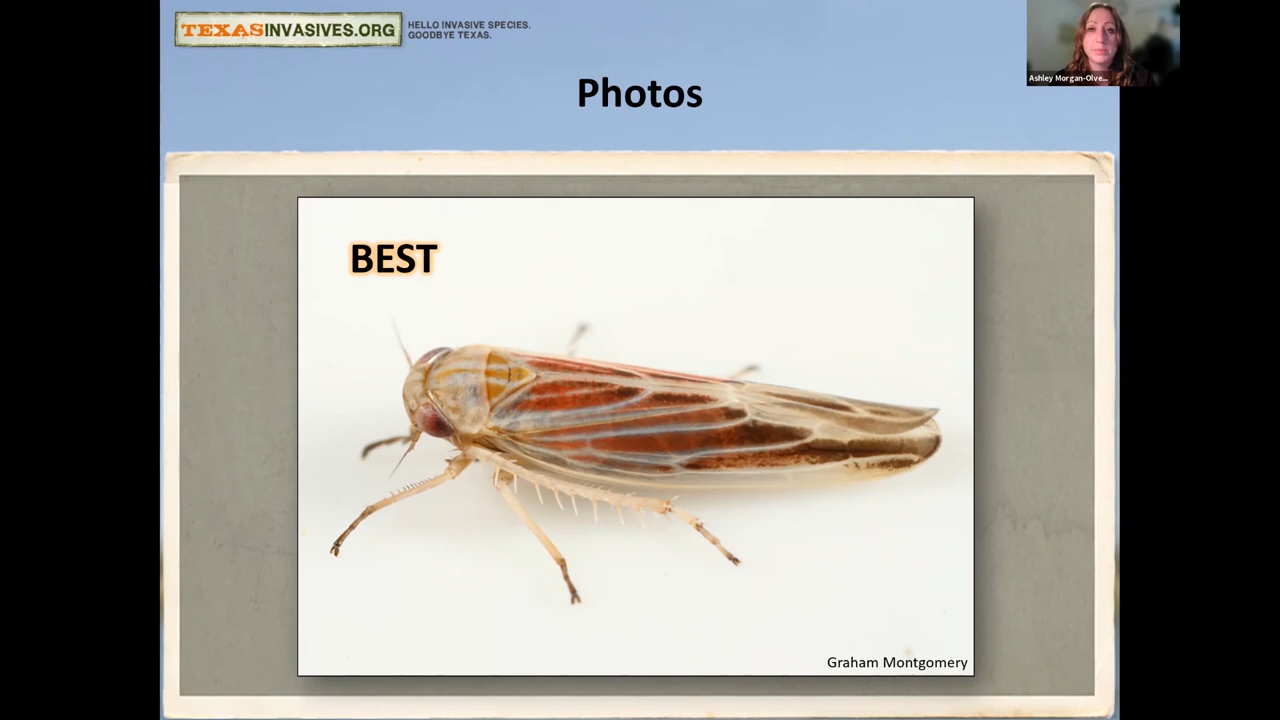 TEXASINVASIVES.ORG
HELLO INVASIVE SPECIES.
GOODBYE TEXAS.
Ashley Morgan-Olve...
Photos
BEST
Graham Montgomery